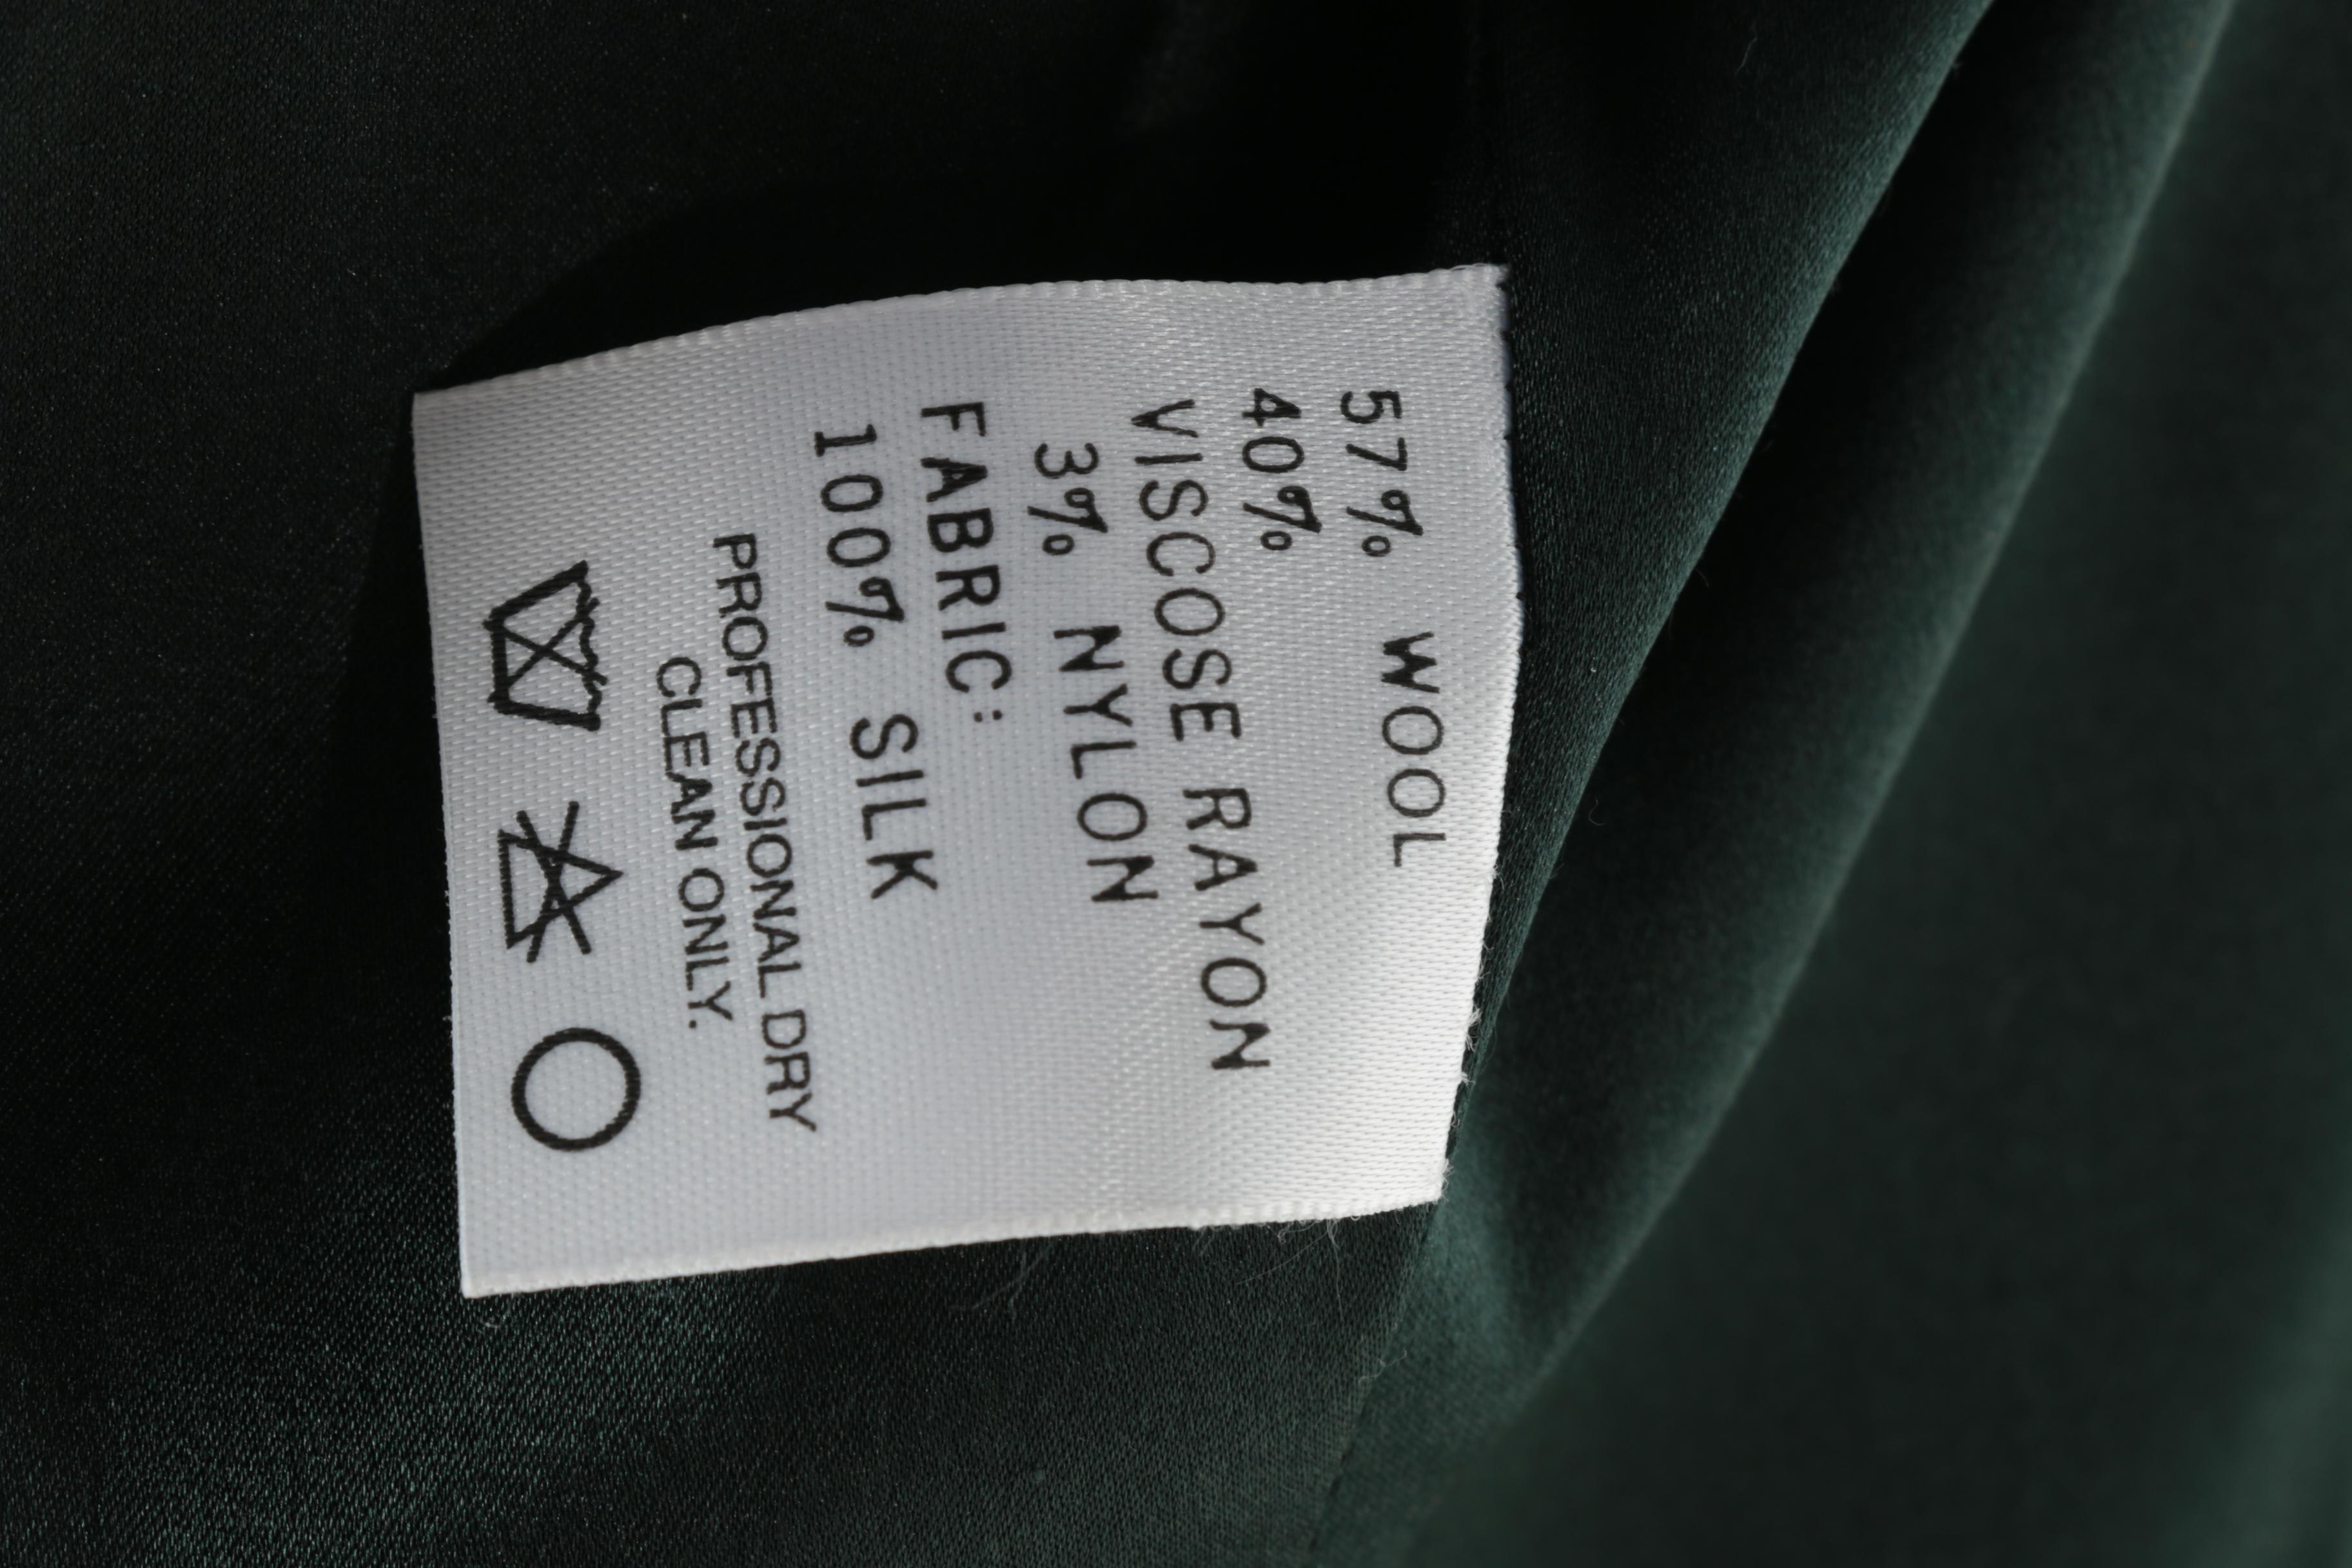 57% WOOL
40%
VISCOSE RAYON
3% NYLON
FABRIC:
100% SILK
PROFESSIONAL DRY
CLEAN ONLY.